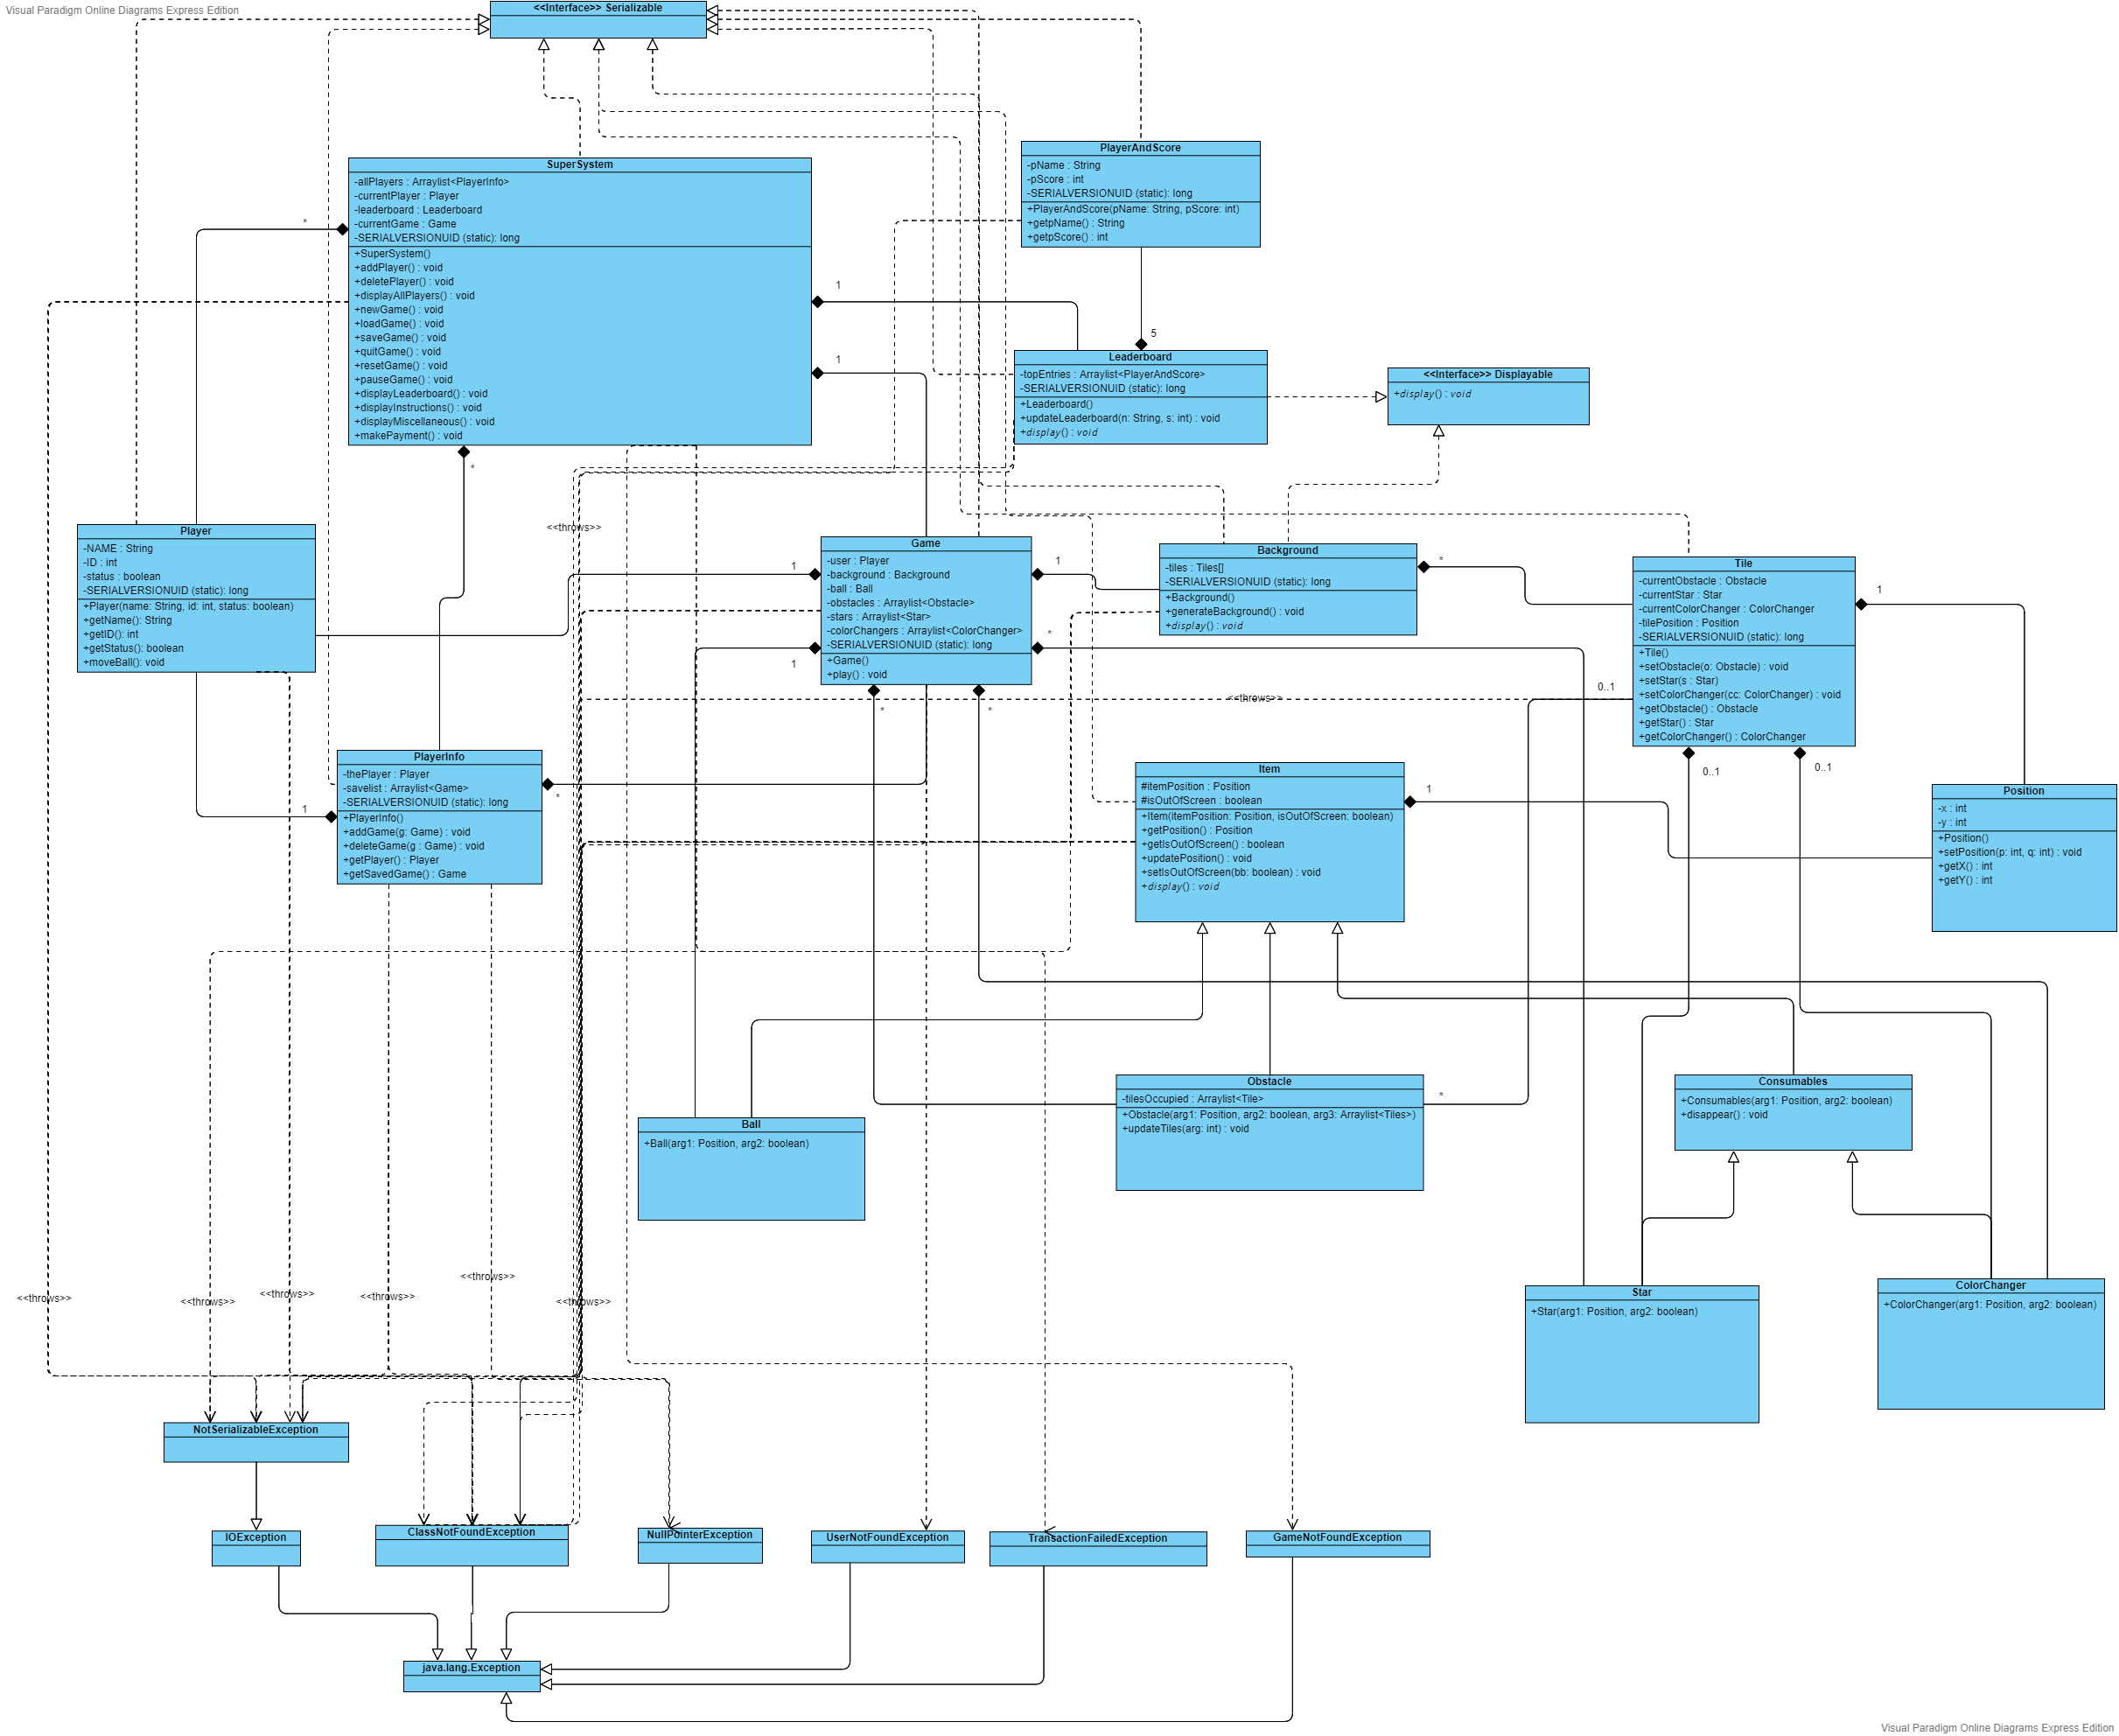 Visual Paradigm Online Diagrams Express Edition
<<Interface>> Serializable
PlayerAndScore
-pName : String
-pScore : int
-SERIALVERSIONUID (static): long
+PlayerAndScore(pName: String, pScore: int)
+getpName() : String
+getpScore() : int
SuperSystem
-allPlayers : Arraylist<PlayerInfo>
-currentPlayer : Player
-leaderboard : Leaderboard
-currentGame : Game
-SERIALVERSIONUID (static): long
+SuperSystem()
+addPlayer() : void
+deletePlayer() : void
+displayAllPlayers() : void
+newGame() : void
+loadGame() : void
+saveGame() : void
+quitGame() : void
+resetGame() : void
+pauseGame() : void
+displayLeaderboard() : void
+displayInstructions() : void
+displayMiscellaneous() : void
+makePayment() : void
*
1
1
*
5
Leaderboard
-topEntries : Arraylist<PlayerAndScore>
-SERIALVERSIONUID (static): long
+Leaderboard()
+updateLeaderboard(n: String, s: int) : void
+display() : void
<<Interface>> Displayable
+display() : void
Player
-NAME : String
-ID : int
-status : boolean
-SERIALVERSIONUID (static): long
+Player(name: String, id: int, status: boolean)
+getName(): String
+getID(): int
+getStatus(): boolean
+moveBall(): void
<<throws>>
Game
-user : Player
-background : Background
-ball : Ball
-obstacles : Arraylist<Obstacle>
-stars : Arraylist<Star>
-colorChangers : Arraylist<ColorChanger>
-SERIALVERSIONUID (static): long
+Game()
+play() : void
1
1
1
*
*
*
Background
-tiles : Tiles[]
-SERIALVERSIONUID (static): long
+Background()
+generateBackground() : void
+display() : void
*
Tile
-currentObstacle : Obstacle
-currentStar : Star
-currentColorChanger : ColorChanger
-tilePosition : Position
-SERIALVERSIONUID (static): long
+Tile()
+setObstacle(o: Obstacle) : void
+setStar(s : Star)
+setColorChanger(cc: ColorChanger) : void
+getObstacle() : Obstacle
+getStar() : Star
+getColorChanger() : ColorChanger
1
0..1
0..1
0..1
<<throws>>
PlayerInfo
-thePlayer : Player
-savelist : Arraylist<Game>
-SERIALVERSIONUID (static): long
+PlayerInfo()
+addGame(g: Game) : void
+deleteGame(g : Game) : void
+getPlayer() : Player
+getSavedGame() : Game
1
*
Item
#itemPosition : Position
#isOutOfScreen : boolean
+Item(itemPosition: Position, isOutOfScreen: boolean)
+getPosition() : Position
+getIsOutOfScreen() : boolean
+updatePosition() : void
+setIsOutOfScreen(bb: boolean) : void
+display() : void
1
Position
-x : int
-y : int
+Position()
+setPosition(p: int, q: int) : void
+getX() : int
+getY() : int
Ball
+Ball(arg1: Position, arg2: boolean)
Obstacle
-tilesOccupied : Arraylist<Tile>
+Obstacle(arg1: Position, arg2: boolean, arg3: Arraylist<Tiles>)
+updateTiles(arg: int) : void
*
Consumables
+Consumables(arg1: Position, arg2: boolean)
+disappear() : void
Star
+Star(arg1: Position, arg2: boolean)
ColorChanger
+ColorChanger(arg1: Position, arg2: boolean)
<<throws>>
<<throws>>
<<throws>>
<<throws>>
<<throws>>
<<throws>>
NotSerializableException
IOException
ClassNotFoundException
NullPointerException
UserNotFoundException
TransactionFailedException
GameNotFoundException
java.lang.Exception
Visual Paradigm Online Diagrams Express Edition